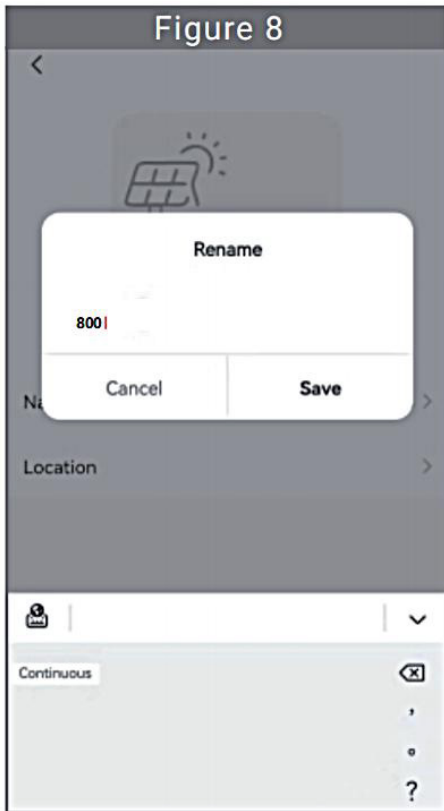 Figure 8
Rename
800
Cancel
Save
Na
Location
Continuous
,
。
?